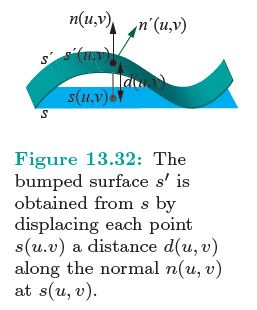 n(u,v)
n′(u,v)
s′ s′(u,v)
d(u,v)
s(u,v)
s
Figure 13.32: The
bumped surface s′ is
obtained from s by
displacing each point
s(u.v) a distance d(u, v)
along the normal n(u, v)
at s(u, v).